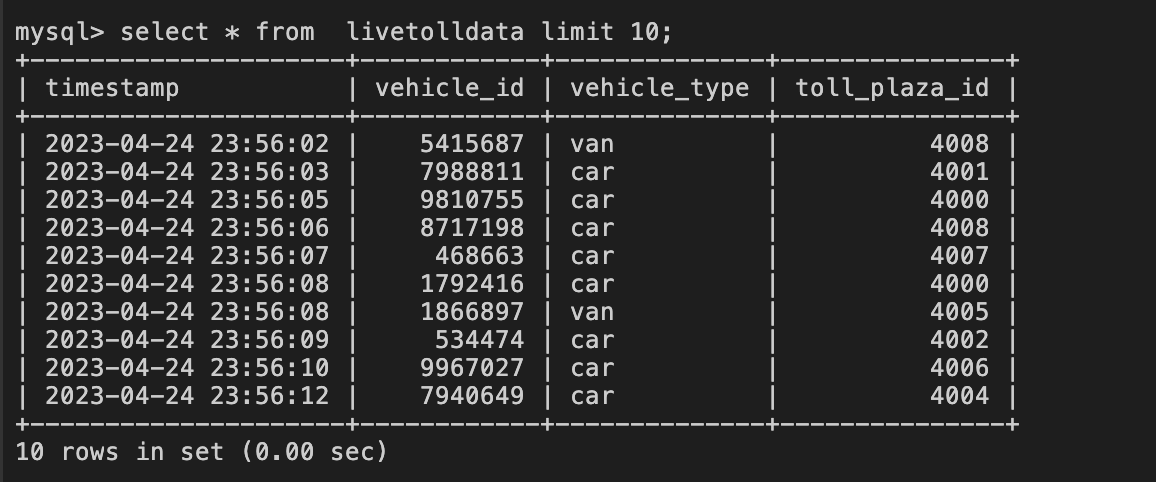 mysql> select * from  livetolldata limit 10;
+---------------------+------------+--------------+---------------+
| timestamp           | vehicle_id | vehicle_type | toll_plaza_id |
+---------------------+------------+--------------+---------------+
| 2023-04-24 23:56:02 |    5415687 | van          |          4008 |
| 2023-04-24 23:56:03 |    7988811 | car          |          4001 |
| 2023-04-24 23:56:05 |    9810755 | car          |          4000 |
| 2023-04-24 23:56:06 |    8717198 | car          |          4008 |
| 2023-04-24 23:56:07 |     468663 | car          |          4007 |
| 2023-04-24 23:56:08 |    1792416 | car          |          4000 |
| 2023-04-24 23:56:08 |    1866897 | van          |          4005 |
| 2023-04-24 23:56:09 |     534474 | car          |          4002 |
| 2023-04-24 23:56:10 |    9967027 | car          |          4006 |
| 2023-04-24 23:56:12 |    7940649 | car          |          4004 |
+---------------------+------------+--------------+---------------+
10 rows in set (0.00 sec)